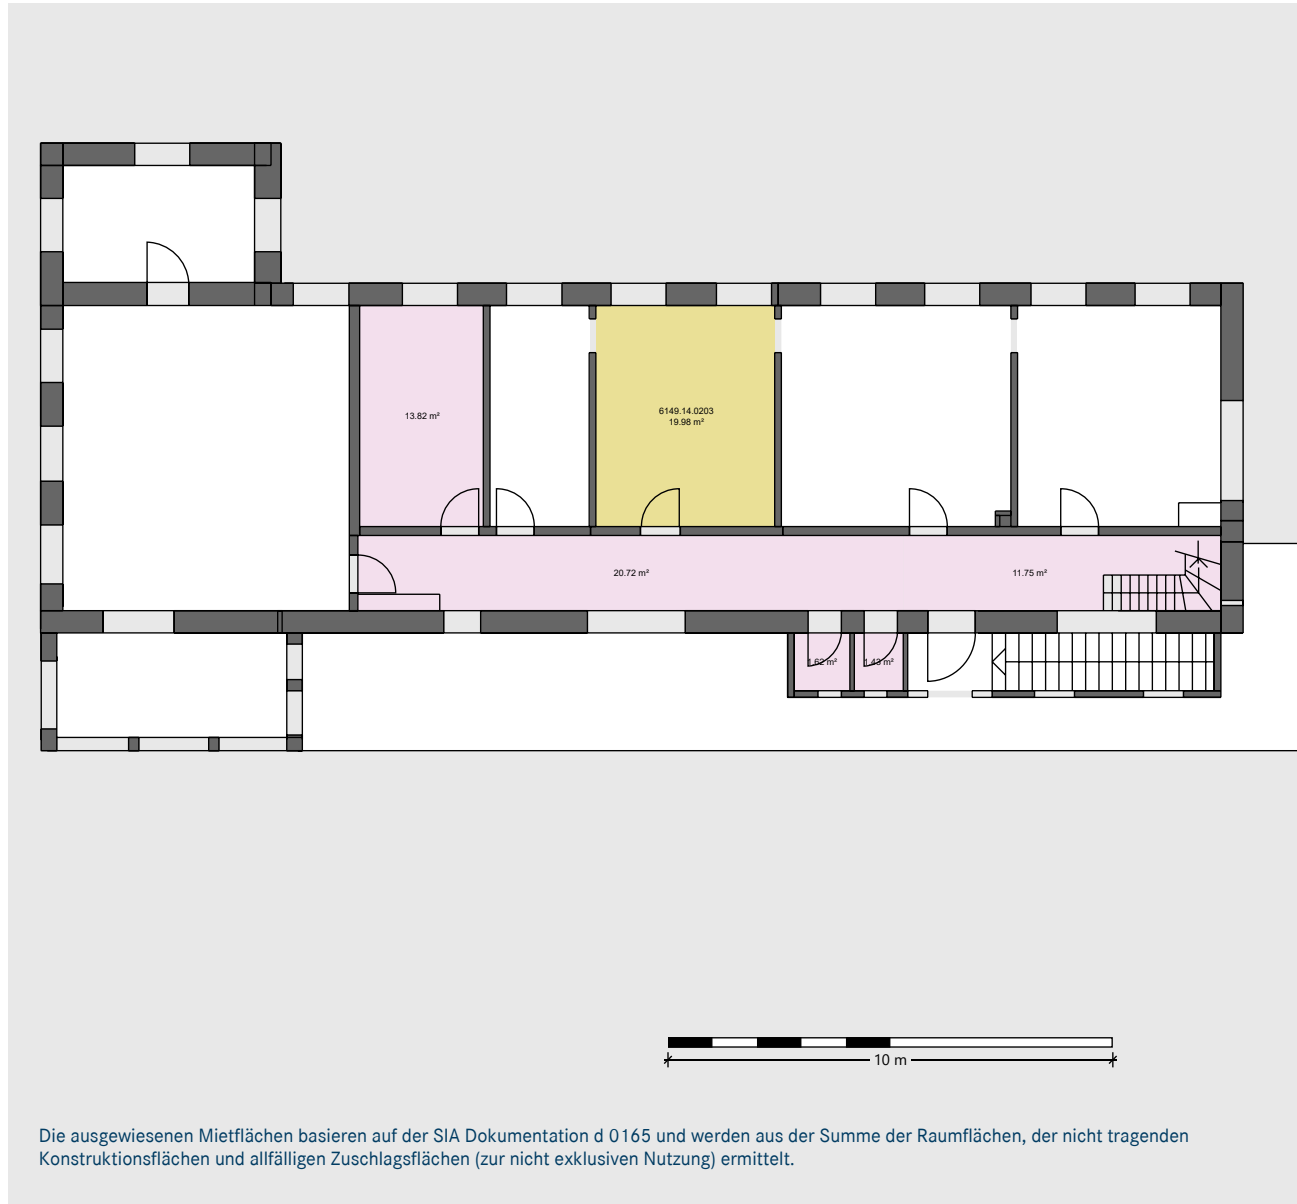 13.82 m²
6149.14.0203
19.98 m²
20.72 m²
11.75 m²
1.62 m²
1.43 m²
10 m
Die ausgewiesenen Mietflächen basieren auf der SIA Dokumentation d 0165 und werden aus der Summe der Raumflächen, der nicht tragenden
Konstruktionsflächen und allfälligen Zuschlagsflächen (zur nicht exklusiven Nutzung) ermittelt.